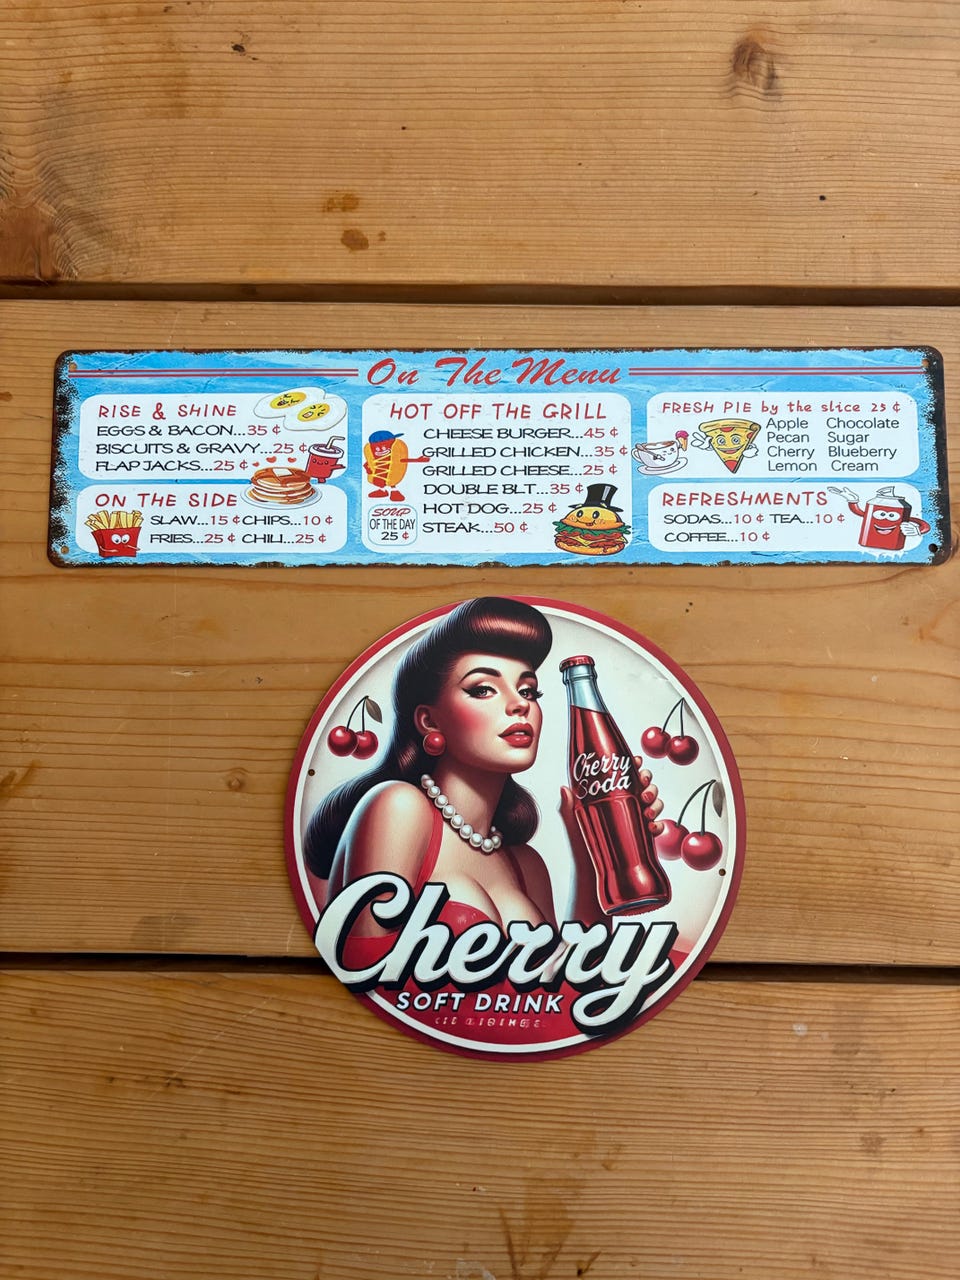 On The Menu
RISE & SHINE
EGGS & BACON...35 ¢
BISCUITS & GRAVY...25 ¢
FLAP JACKS...25 ¢
ON THE SIDE
SLAW...15 ¢ CHIPS...10 ¢
FRIES...25 ¢ CHILI...25 ¢
HOT OFF THE GRILL
CHEESE BURGER...45 ¢
GRILLED CHICKEN...35 ¢
GRILLED CHEESE...25 ¢
DOUBLE BLT...35 ¢
HOT DOG...25 ¢
STEAK...50 ¢
SOUP
OF THE DAY
25 ¢
FRESH PIE by the slice 25 ¢
Apple Chocolate
Pecan Sugar
Cherry Blueberry
Lemon Cream
REFRESHMENTS
SODAS...10 ¢ TEA...10 ¢
COFFEE...10 ¢
Cherry
Soda
Cherry
SOFT DRINK